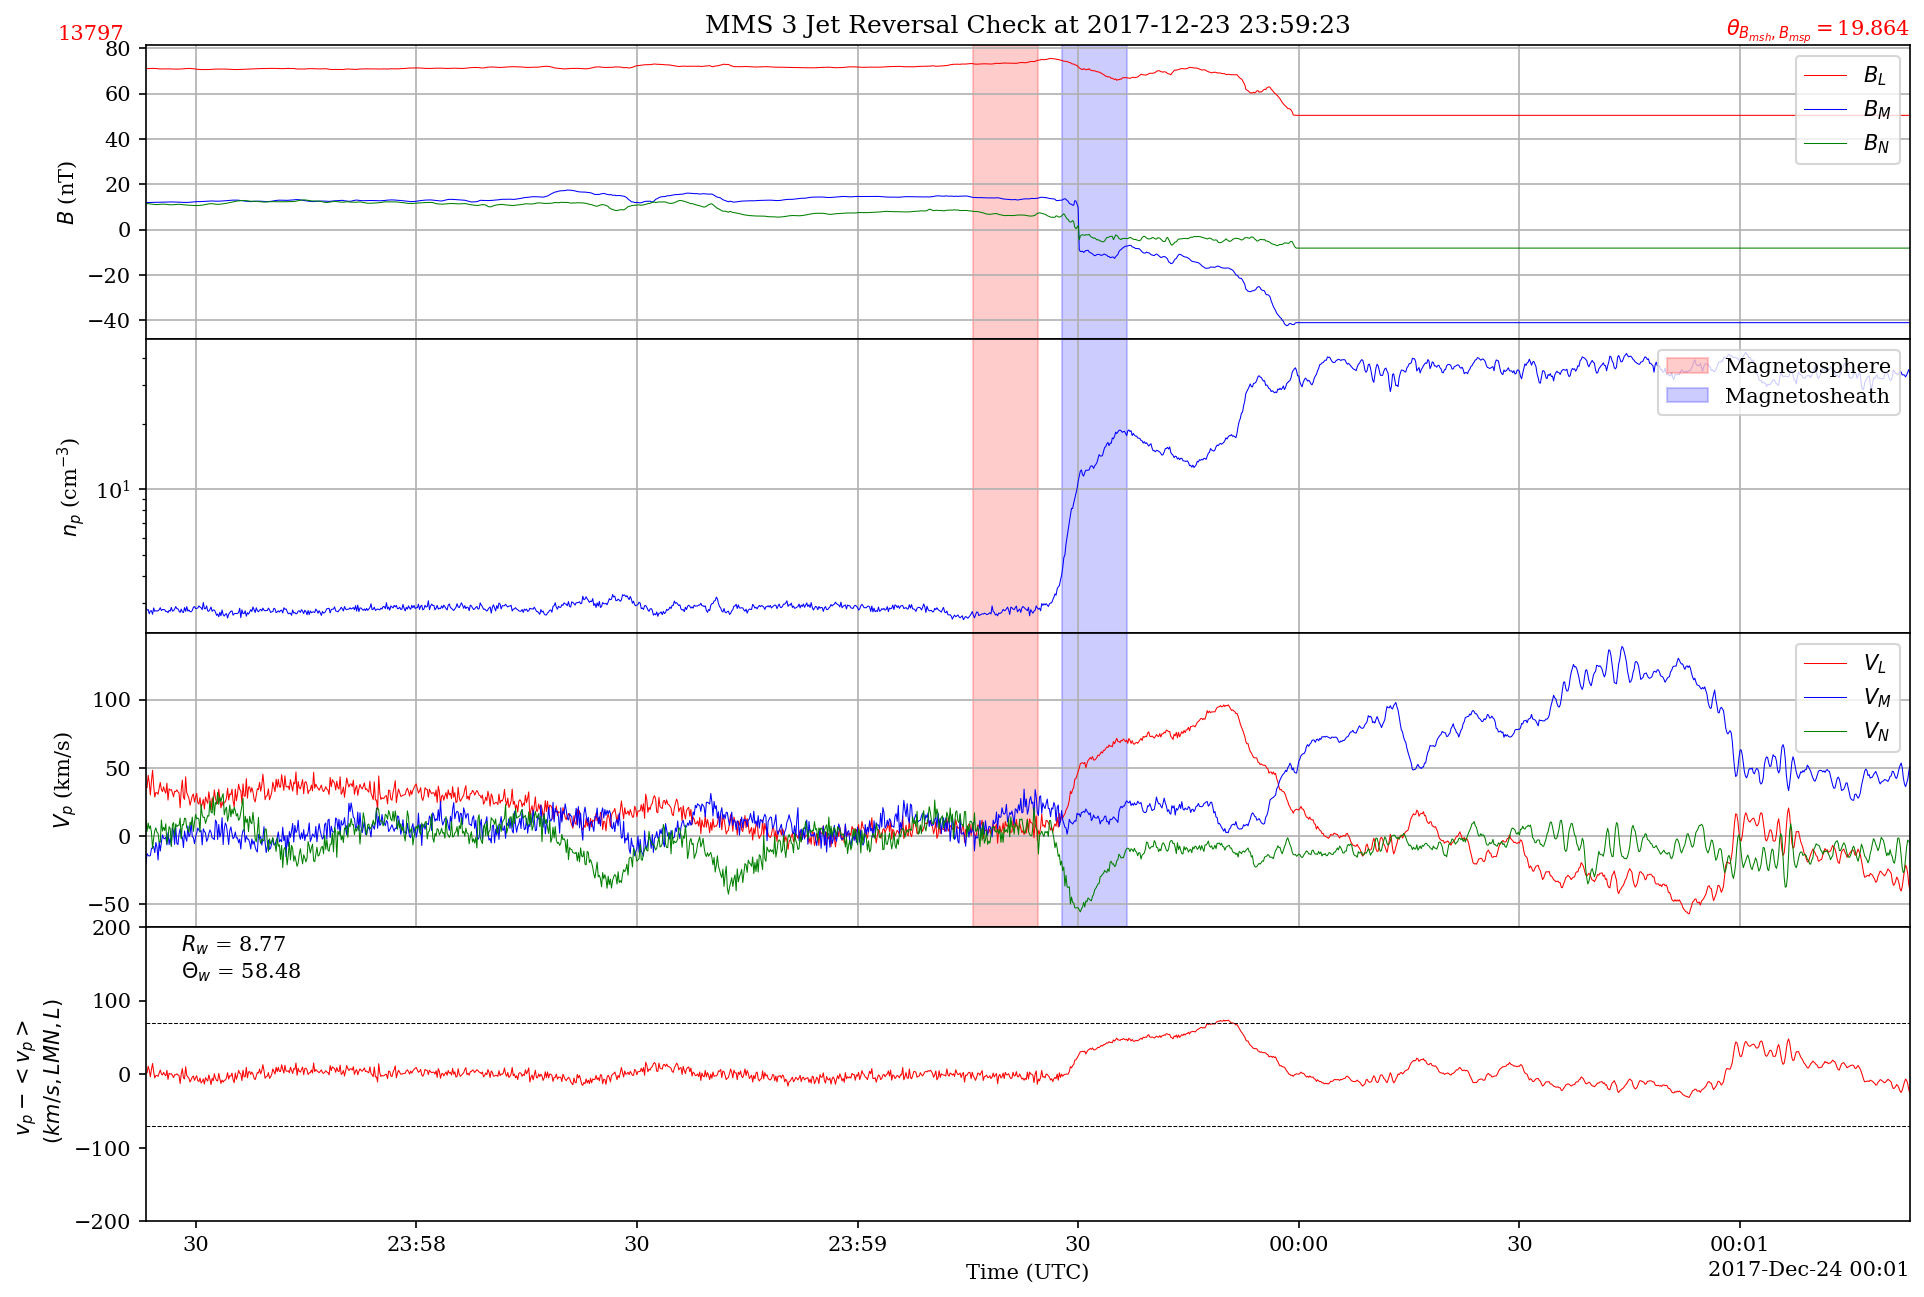 MMS 3 Jet Reversal Check at 2017-12-23 23:59:23
13797
θ_{B_{msh}, B_{msp}} = 19.864
80
60
40
20
0
−20
−40
B (nT)
B_L
B_M
B_N
10^1
n_p (cm^{−3})
Magnetosphere
Magnetosheath
100
50
0
−50
V_p (km/s)
V_L
V_M
V_N
200
100
0
−100
−200
v_p − < v_p >
(km/s, LMN, L)
R_w = 8.77
Θ_w = 58.48
30 23:58 30 23:59 30 00:00 30 00:01
Time (UTC)
2017-Dec-24 00:01